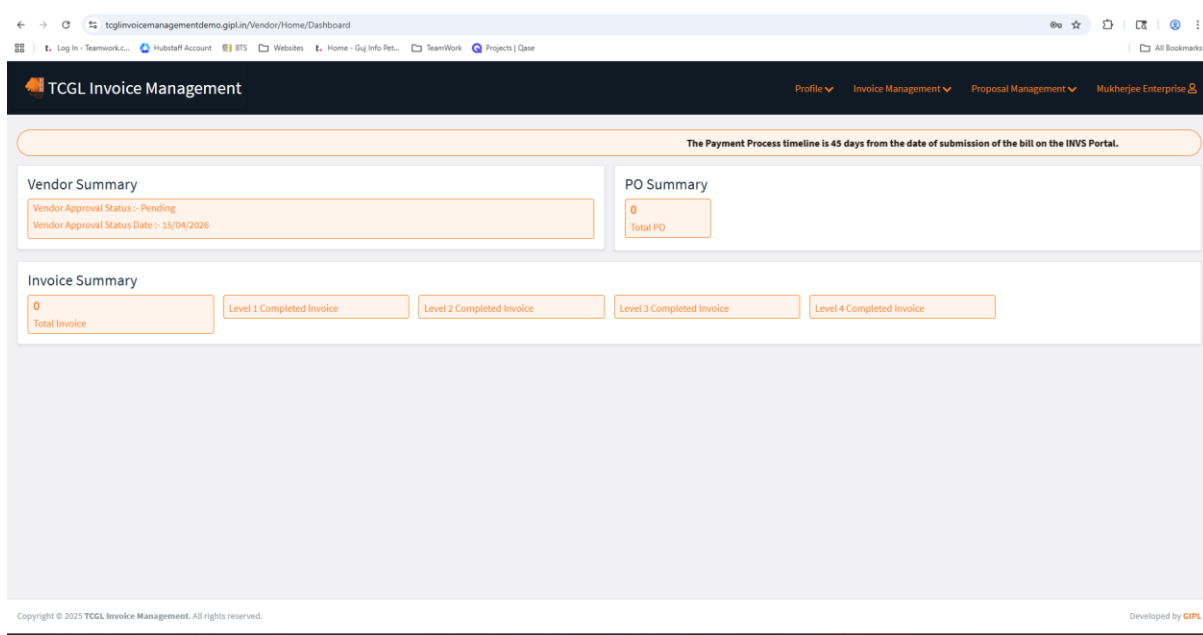 tcglinvoicemanagementdemo.gipl.in/Vendor/Home/Dashboard
t. Log In - Teamwork.c... Hubstaff Account BTS Websites t. Home - Guj Info Pet... TeamWork Projects | Qase All Bookmarks
TCGL Invoice Management Profile Invoice Management Proposal Management Mukherjee Enterprise
The Payment Process timeline is 45 days from the date of submission of the bill on the INVS Portal.
Vendor Summary
Vendor Approval Status :- Pending
Vendor Approval Status Date :- 15/04/2026
PO Summary
0
Total PO
Invoice Summary
0
Total Invoice
Level 1 Completed Invoice
Level 2 Completed Invoice
Level 3 Completed Invoice
Level 4 Completed Invoice
Copyright © 2025 TCGL Invoice Management. All rights reserved. Developed by GIPL